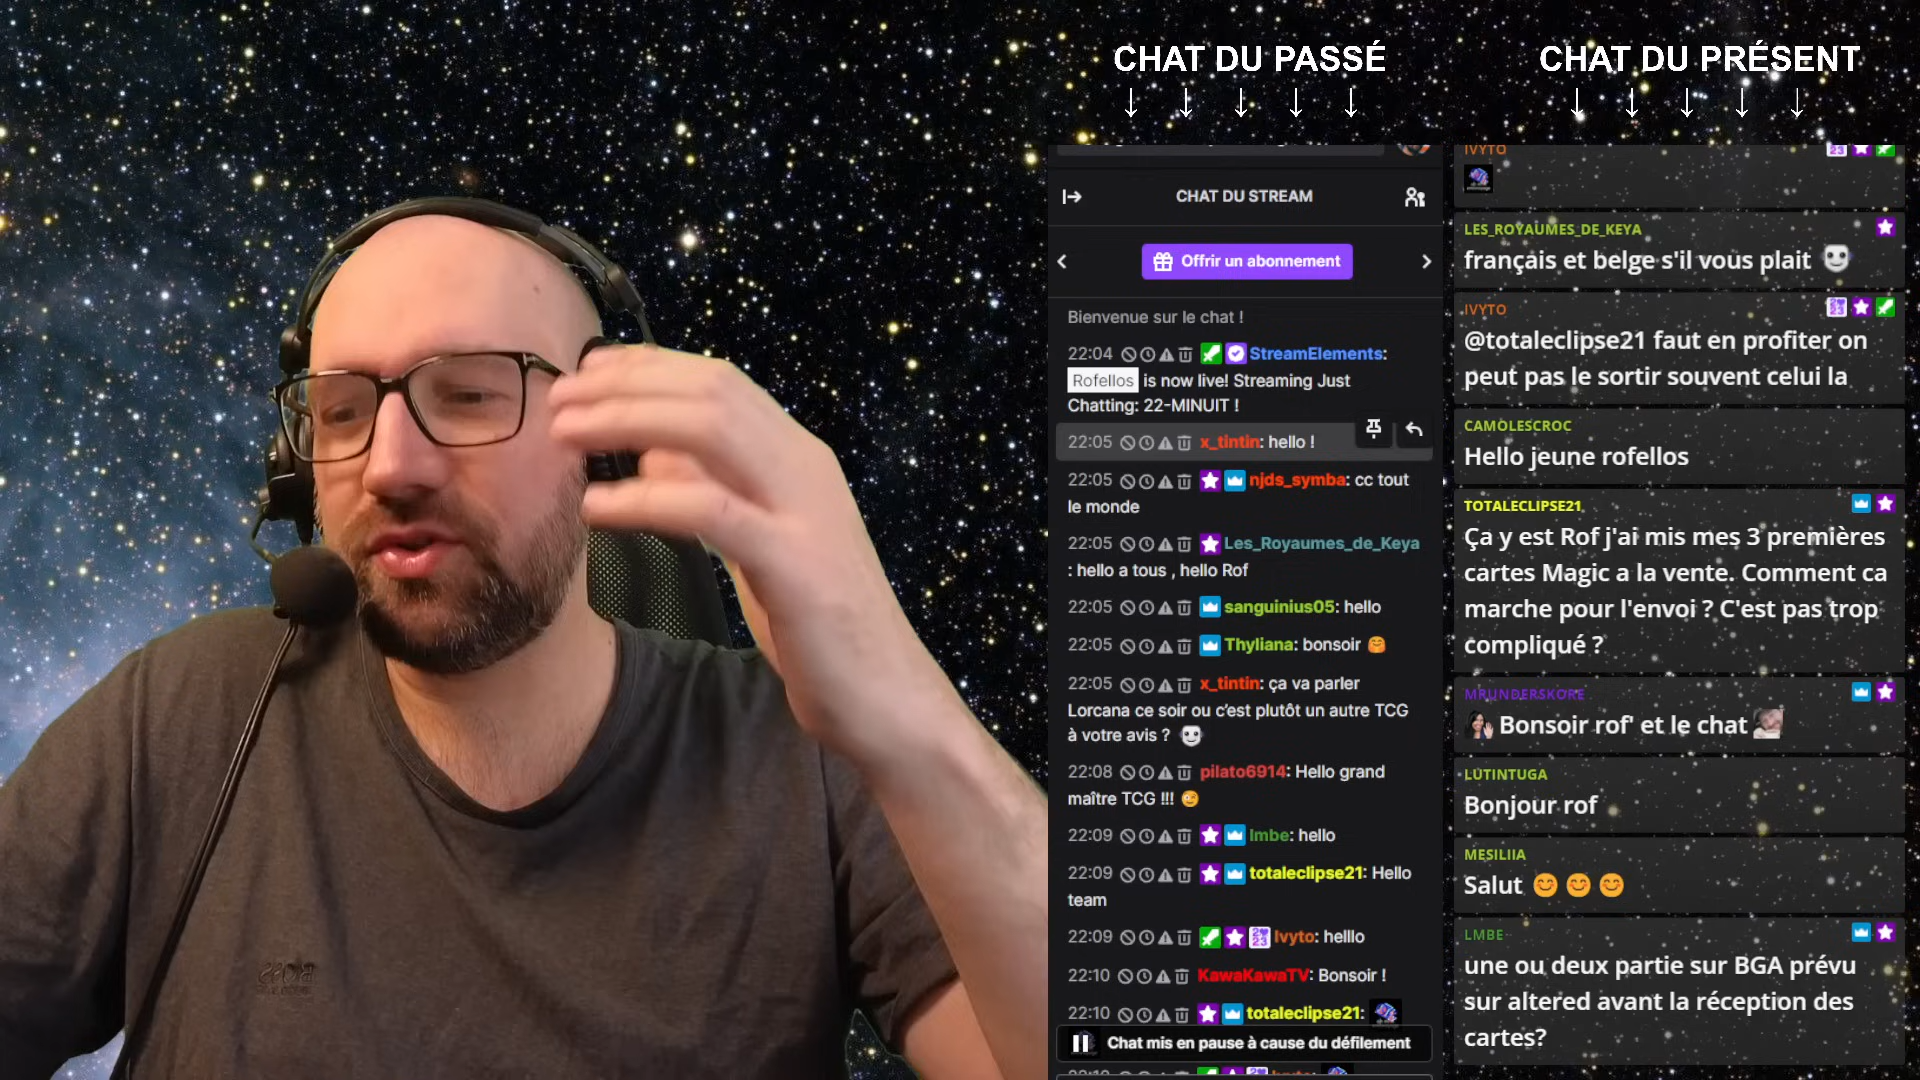 CHAT DU PASSÉ
↓ ↓ ↓ ↓ ↓
CHAT DU STREAM
Offrir un abonnement
Bienvenue sur le chat !
22:04 StreamElements:
Rofellos is now live! Streaming Just
Chatting: 22-MINUIT !
22:05 x_tintin: hello !
22:05 njds_symba: cc tout
le monde
22:05 Les_Royaumes_de_Keya
: hello a tous , hello Rof
22:05 sanguinius05: hello
22:05 Thyliana: bonsoir 🤗
22:05 x_tintin: ça va parler
Lorcana ce soir ou c'est plutôt un autre TCG
à votre avis ?
22:08 pilato6914: Hello grand
maître TCG !!! 😉
22:09 lmbe: hello
22:09 totaleclipse21: Hello
team
22:09 Ivyto: helllo
22:10 KawaKawaTV: Bonsoir !
22:10 totaleclipse21:
Chat mis en pause à cause du défilement
CHAT DU PRÉSENT
↓ ↓ ↓ ↓ ↓
IVYTO
LES_ROYAUMES_DE_KEYA
français et belge s'il vous plait
IVYTO
@totaleclipse21 faut en profiter on
peut pas le sortir souvent celui la
CAMOLESCROC
Hello jeune rofellos
TOTALECLIPSE21
Ça y est Rof j'ai mis mes 3 premières
cartes Magic a la vente. Comment ca
marche pour l'envoi ? C'est pas trop
compliqué ?
MRUNDERSKORE
Bonsoir rof' et le chat
LUTINTUGA
Bonjour rof
MESILIIA
Salut 😊 😊 😊
LMBE
une ou deux partie sur BGA prévu
sur altered avant la réception des
cartes?